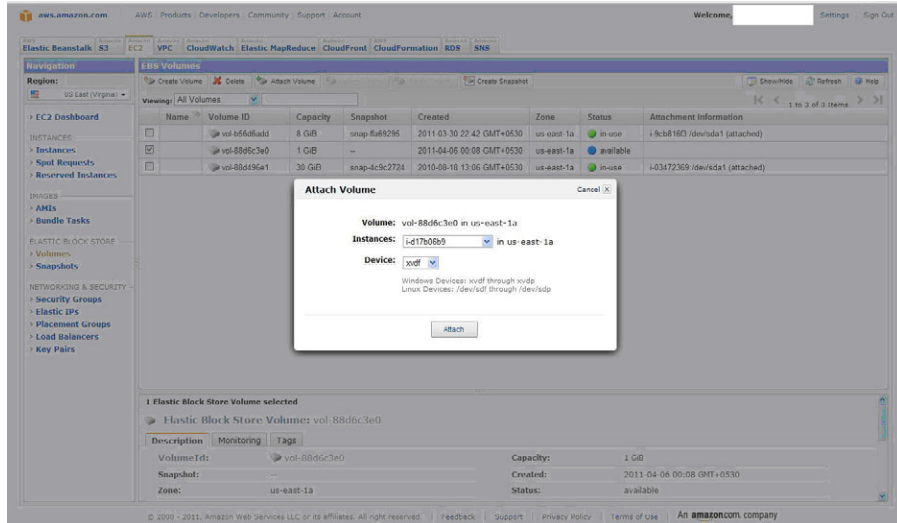 aws.amazon.com AWS Products Developers Community Support Account Welcome, Settings Sign Out
Elastic Beanstalk S3 EC2 VPC CloudWatch Elastic MapReduce CloudFront CloudFormation RDS SNS
Navigation
Region:
US East (Virginia)
> EC2 Dashboard
INSTANCES
> Instances
> Spot Requests
> Reserved Instances
IMAGES
> AMIs
> Bundle Tasks
ELASTIC BLOCK STORE
> Volumes
> Snapshots
NETWORKING & SECURITY
> Security Groups
> Elastic IPs
> Placement Groups
> Load Balancers
> Key Pairs
EBS Volumes
Create Volume Delete Attach Volume Create Snapshot Show/Hide Refresh Help
Viewing: All Volumes 1 to 3 of 3 Items
Name Volume ID Capacity Snapshot Created Zone Status Attachment Information
vol-b66d6add 8 GiB snap-ffa69296 2011-03-30 22:42 GMT+0530 us-east-1a in-use i-9cb816f3:/dev/sda1 (attached)
vol-88d6c3e0 1 GiB -- 2011-04-06 00:08 GMT+0530 us-east-1a available
vol-88d496e1 30 GiB snap-4c9c2724 2010-08-18 13:06 GMT+0530 us-east-1a in-use i-03472369:/dev/sda1 (attached)
Attach Volume Cancel X
Volume: vol-88d6c3e0 in us-east-1a
Instances: i-d17b06b9 in us-east-1a
Device: xvdf
Windows Devices: xvdf through xvdp
Linux Devices: /dev/sdf through /dev/sdp
Attach
1 Elastic Block Store Volume selected
Elastic Block Store Volume: vol-88d6c3e0
Description Monitoring Tags
VolumeId: vol-88d6c3e0 Capacity: 1 GiB
Snapshot: -- Created: 2011-04-06 00:08 GMT+0530
Zone: us-east-1a Status: available
© 2008 - 2011, Amazon Web Services LLC or its affiliates. All right reserved. Feedback Support Privacy Policy Terms of Use An amazon.com. company